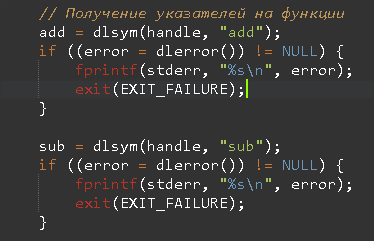 // Получение указателей на функции
add = dlsym(handle, "add");
if ((error = dlerror()) != NULL) {
    fprintf(stderr, "%s\n", error);
    exit(EXIT_FAILURE);
}

sub = dlsym(handle, "sub");
if ((error = dlerror()) != NULL) {
    fprintf(stderr, "%s\n", error);
    exit(EXIT_FAILURE);
}